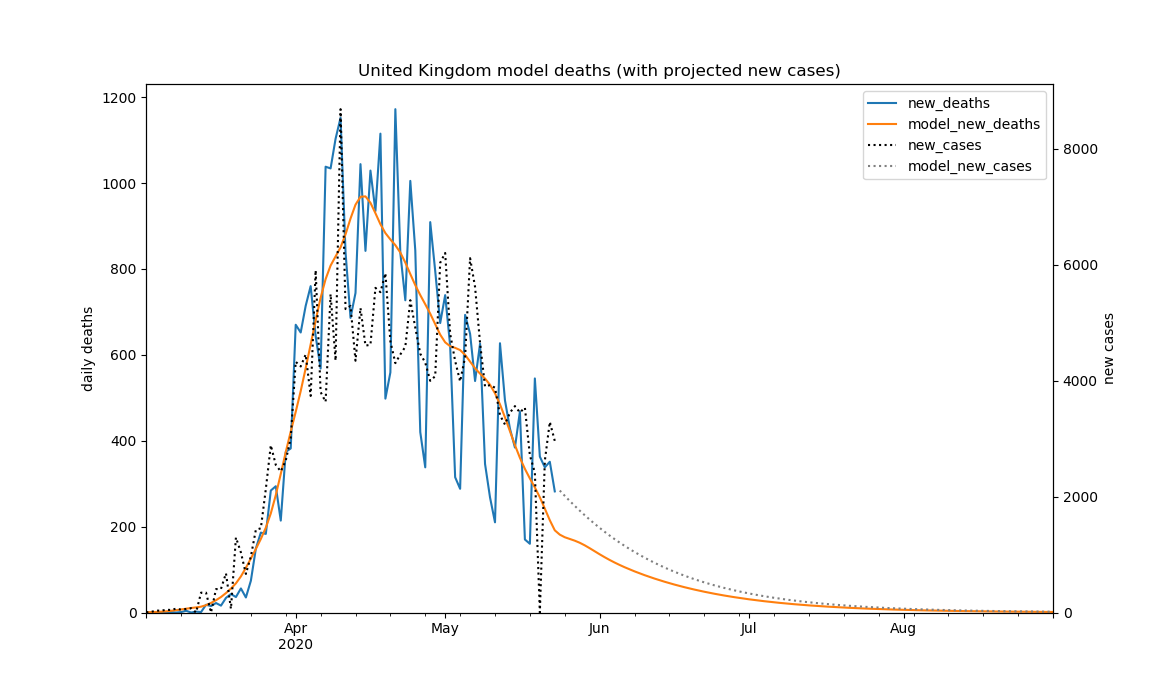 United Kingdom model deaths (with projected new cases)
new_deaths
model_new_deaths
new_cases
model_new_cases
daily deaths
1200
1000
800
600
400
200
0
new cases
8000
6000
4000
2000
0
Apr
2020
May
Jun
Jul
Aug